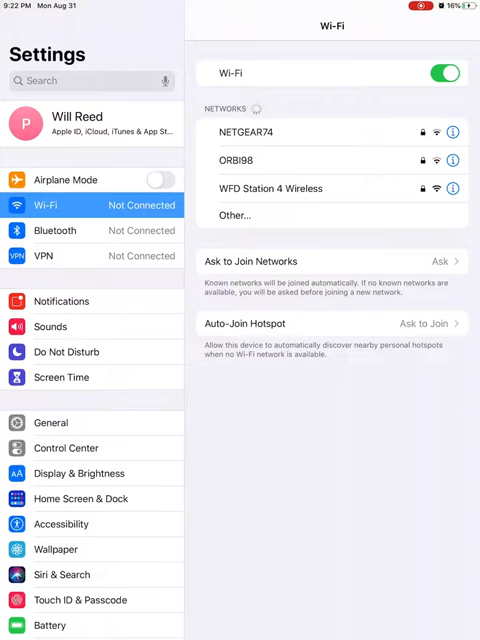 9:22 PM Mon Aug 31
16%
Settings
Search
P
Will Reed
Apple ID, iCloud, iTunes & App St...
Airplane Mode
Wi-Fi Not Connected
Bluetooth Not Connected
VPN VPN Not Connected
Notifications
Sounds
Do Not Disturb
Screen Time
General
Control Center
AA Display & Brightness
Home Screen & Dock
Accessibility
Wallpaper
Siri & Search
Touch ID & Passcode
Battery
Wi-Fi
Wi-Fi
NETWORKS
NETGEAR74
ORBI98
WFD Station 4 Wireless
Other...
Ask to Join Networks Ask
Known networks will be joined automatically. If no known networks are
available, you will be asked before joining a new network.
Auto-Join Hotspot Ask to Join
Allow this device to automatically discover nearby personal hotspots
when no Wi-Fi network is available.